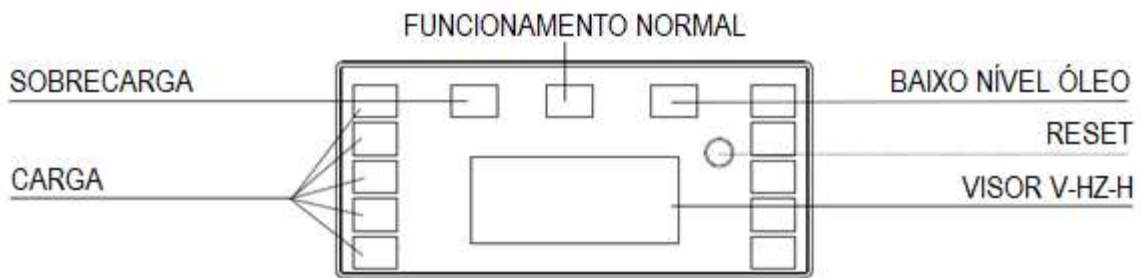 FUNCIONAMENTO NORMAL
SOBRECARGA
BAIXO NÍVEL ÓLEO
RESET
CARGA
VISOR V-HZ-H